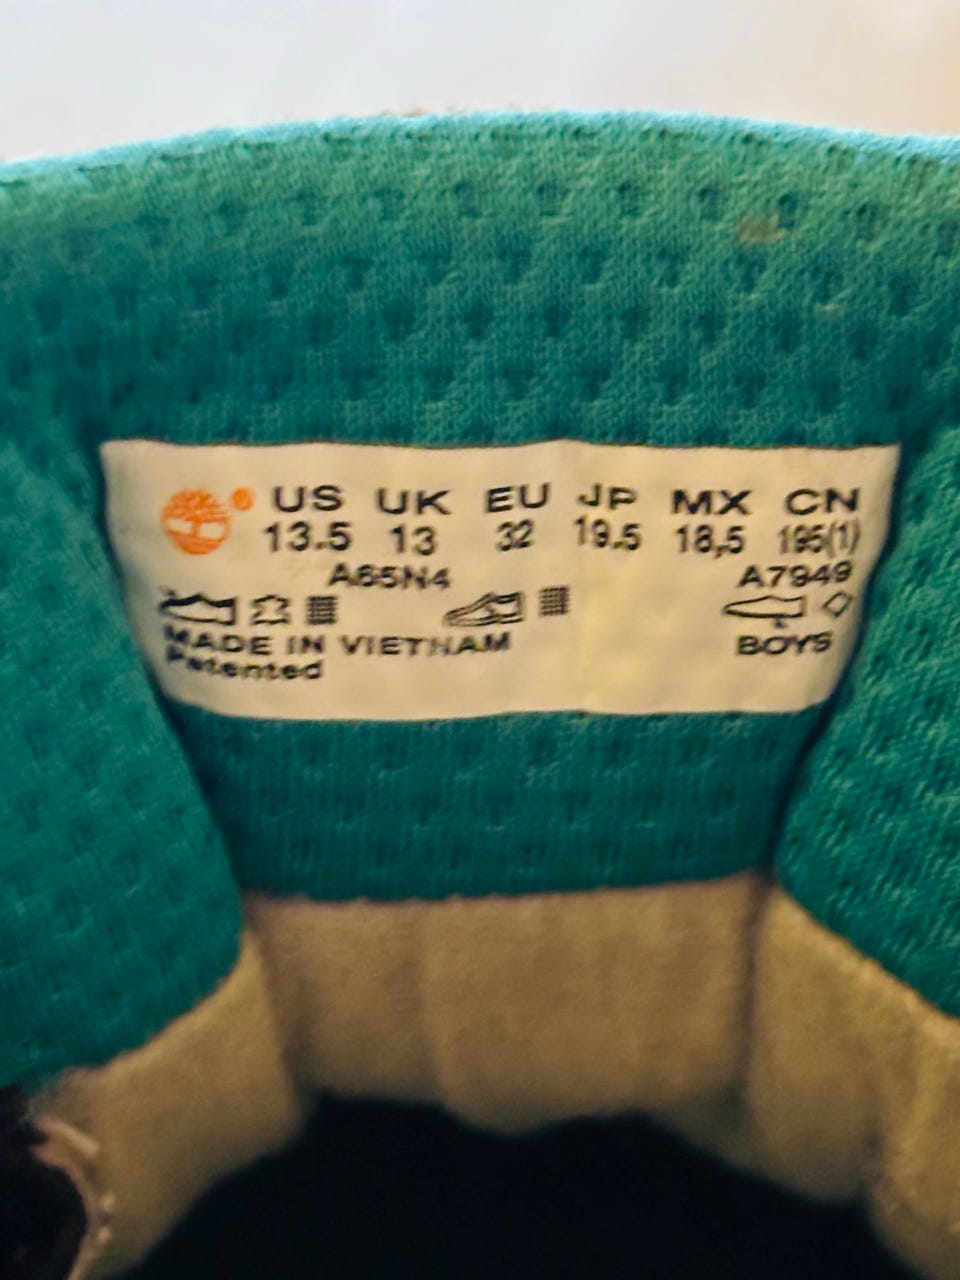 ® US UK EU JP MX CN
13.5 13 32 19.5 18,5 195(1)
A65N4 A7949
MADE IN VIETNAM BOYS
Patented